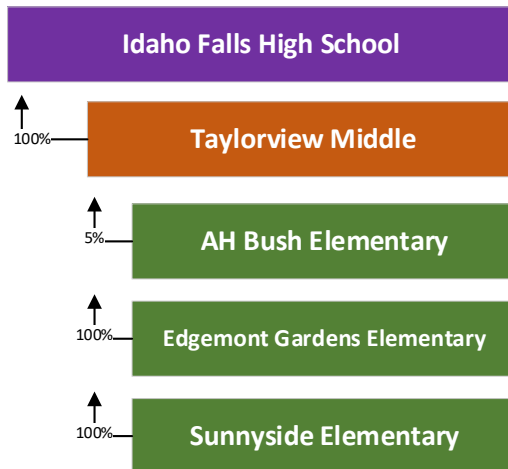 Idaho Falls High School
100%
Taylorview Middle
5%
AH Bush Elementary
100%
Edgemont Gardens Elementary
100%
Sunnyside Elementary